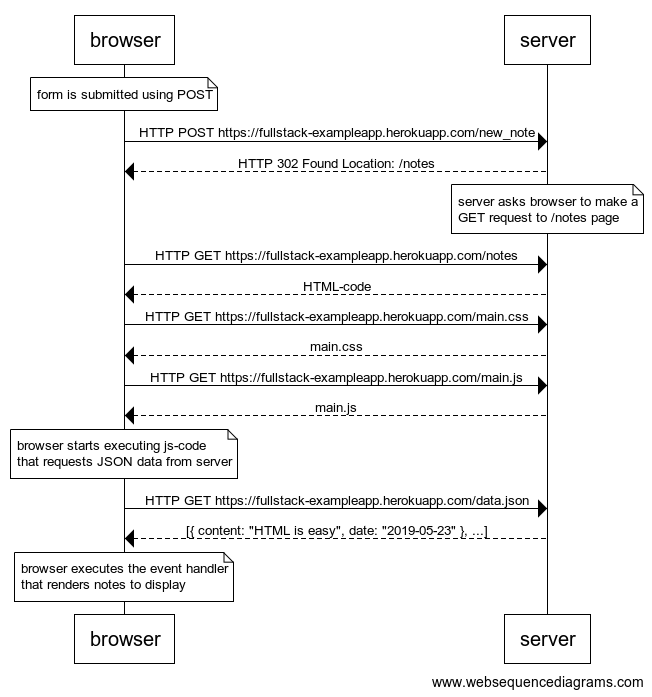 browser server
form is submitted using POST
HTTP POST https://fullstack-exampleapp.herokuapp.com/new_note
HTTP 302 Found Location: /notes
server asks browser to make a
GET request to /notes page
HTTP GET https://fullstack-exampleapp.herokuapp.com/notes
HTML-code
HTTP GET https://fullstack-exampleapp.herokuapp.com/main.css
main.css
HTTP GET https://fullstack-exampleapp.herokuapp.com/main.js
main.js
browser starts executing js-code
that requests JSON data from server
HTTP GET https://fullstack-exampleapp.herokuapp.com/data.json
[{ content: "HTML is easy", date: "2019-05-23" }, ...]
browser executes the event handler
that renders notes to display
browser server
www.websequencediagrams.com